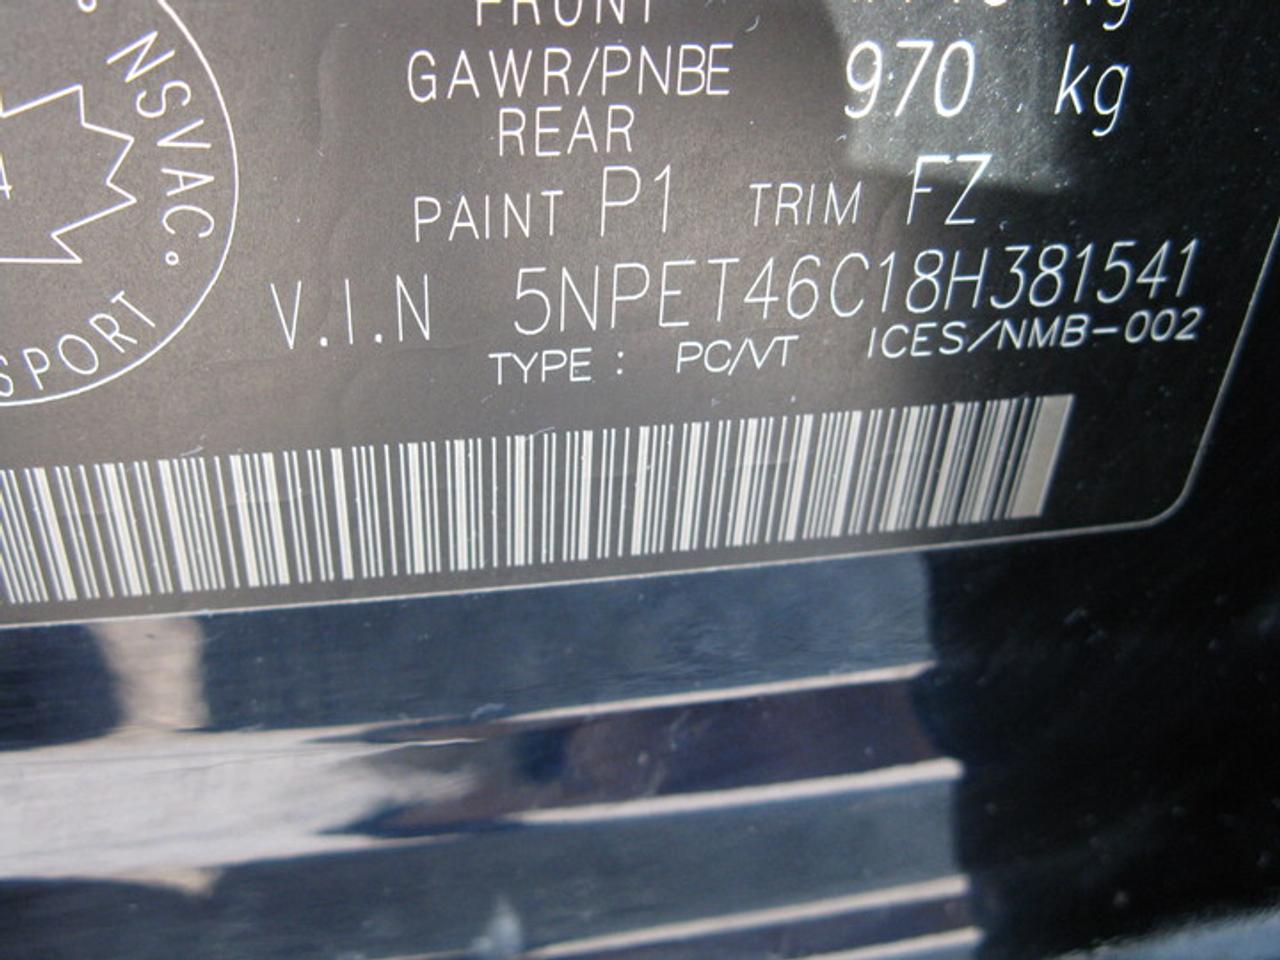 FRONT
GAWR/PNBE 970 kg
REAR
PAINT P1 TRIM FZ
V.I.N 5NPET46C18H381541
TYPE : PC/VT ICES/NMB-002
NSVAC.
SPORT